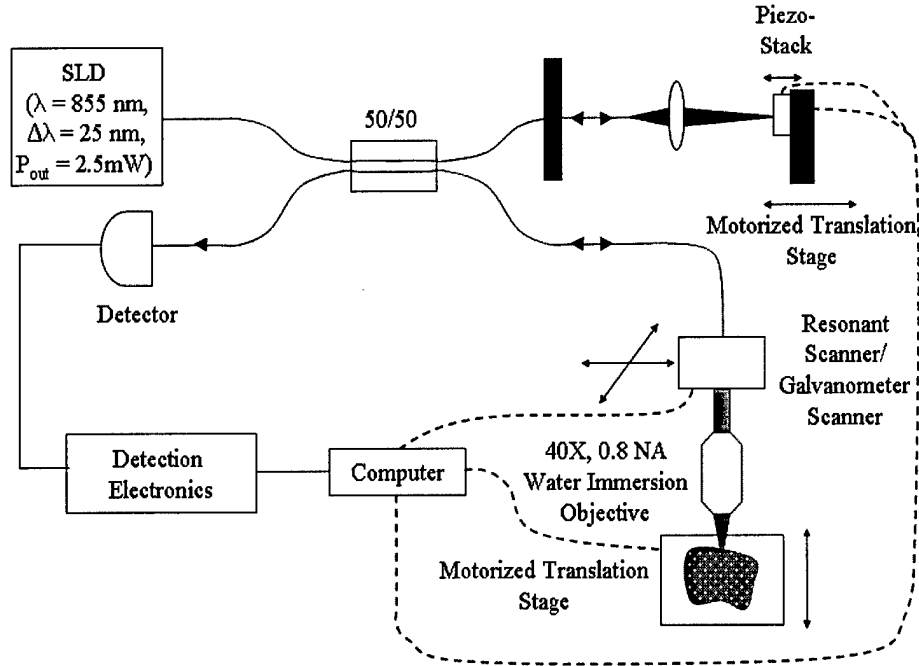 SLD
(λ = 855 nm,
Δλ = 25 nm,
Pout = 2.5mW)
50/50
Piezo-
Stack
Motorized Translation
Stage
Detector
Resonant
Scanner/
Galvanometer
Scanner
Detection
Electronics
Computer
40X, 0.8 NA
Water Immersion
Objective
Motorized Translation
Stage